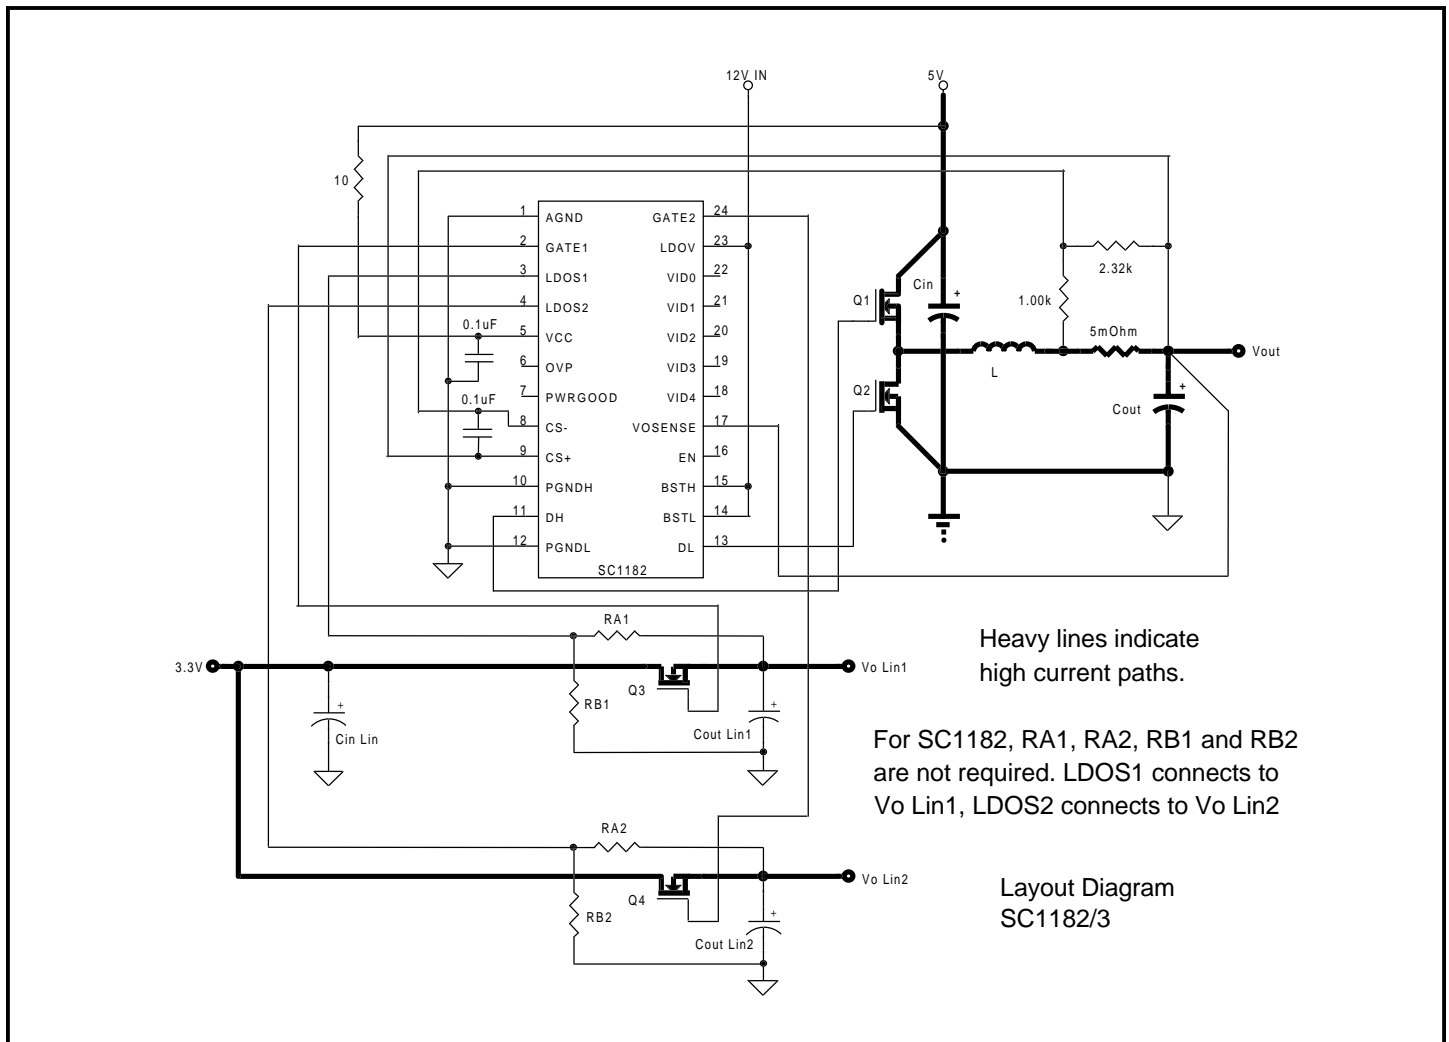 12V IN
5V
10
1 AGND GATE2 24
2 GATE1 LDOV 23
3 LDOS1 VID0 22
4 LDOS2 VID1 21
0.1uF
5 VCC VID2 20
6 OVP VID3 19
7 PWRGOOD VID4 18
0.1uF
8 CS- VOSENSE 17
9 CS+ EN 16
10 PGNDH BSTH 15
11 DH BSTL 14
12 PGNDL DL 13
SC1182
2.32k
Cin +
Q1
1.00k
5mOhm
Vout
L
Q2
+
Cout
RA1
3.3V
Vo Lin1
Q3
RB1
+
Cin Lin
+
Cout Lin1
RA2
Vo Lin2
Q4
RB2
+
Cout Lin2
Heavy lines indicate
high current paths.
For SC1182, RA1, RA2, RB1 and RB2
are not required. LDOS1 connects to
Vo Lin1, LDOS2 connects to Vo Lin2
Layout Diagram
SC1182/3